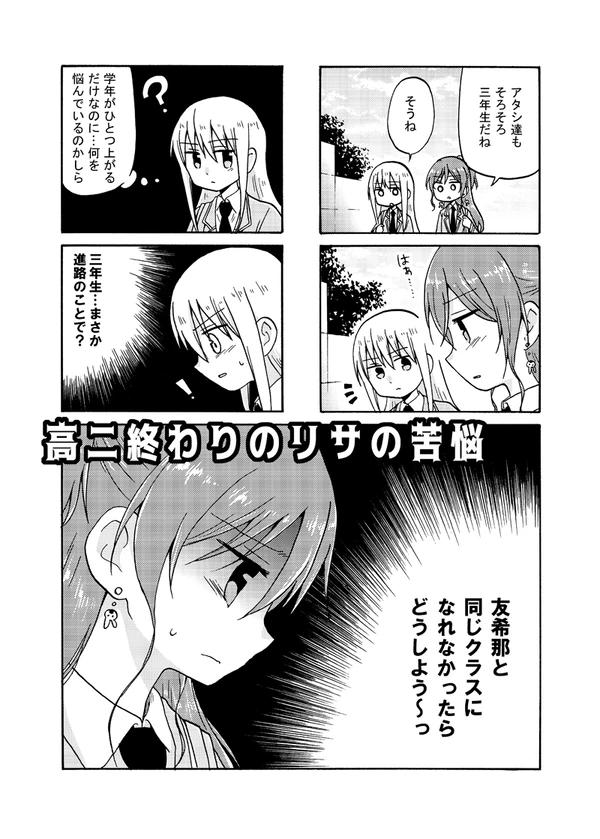 アタシ達も
そろそろ
三年生だね
そうね
はぁ……
学年がひとつ上がる
だけなのに…何を
悩んでいるのかしら
？
三年生…まさか
進路のことで？
！
高二終わりのリサの苦悩
友希那と
同じクラスに
なれなかったら
どうしよう〜っ
R